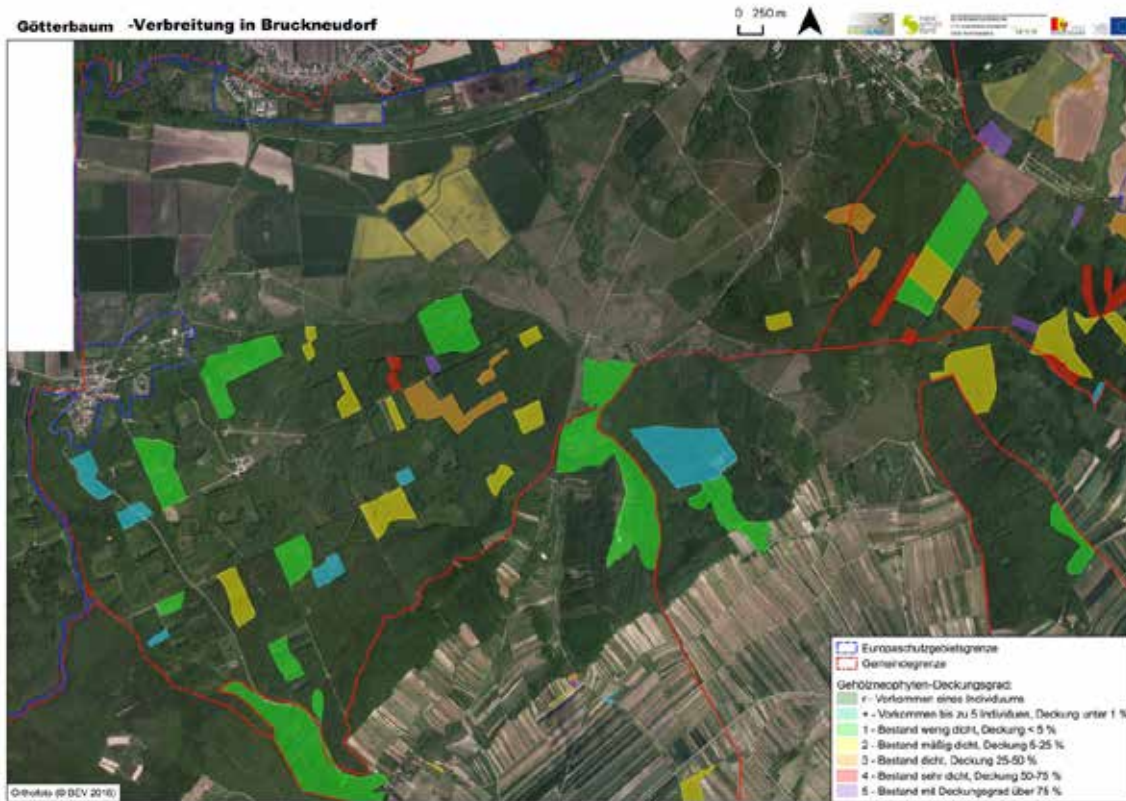 Götterbaum -Verbreitung in Bruckneudorf
0 250 m
Europaschutzgebietsgrenze
Gemeindegrenze
Gehölzneophyten-Deckungsgrad:
r - Vorkommen eines Individuums
+ - Vorkommen bis zu 5 Individuen, Deckung unter 1 %
1 - Bestand wenig dicht, Deckung < 5 %
2 - Bestand mäßig dicht, Deckung 5-25 %
3 - Bestand dicht, Deckung 25-50 %
4 - Bestand sehr dicht, Deckung 50-75 %
5 - Bestand mit Deckungsgrad über 75 %
Orthofoto (© BEV 2016)